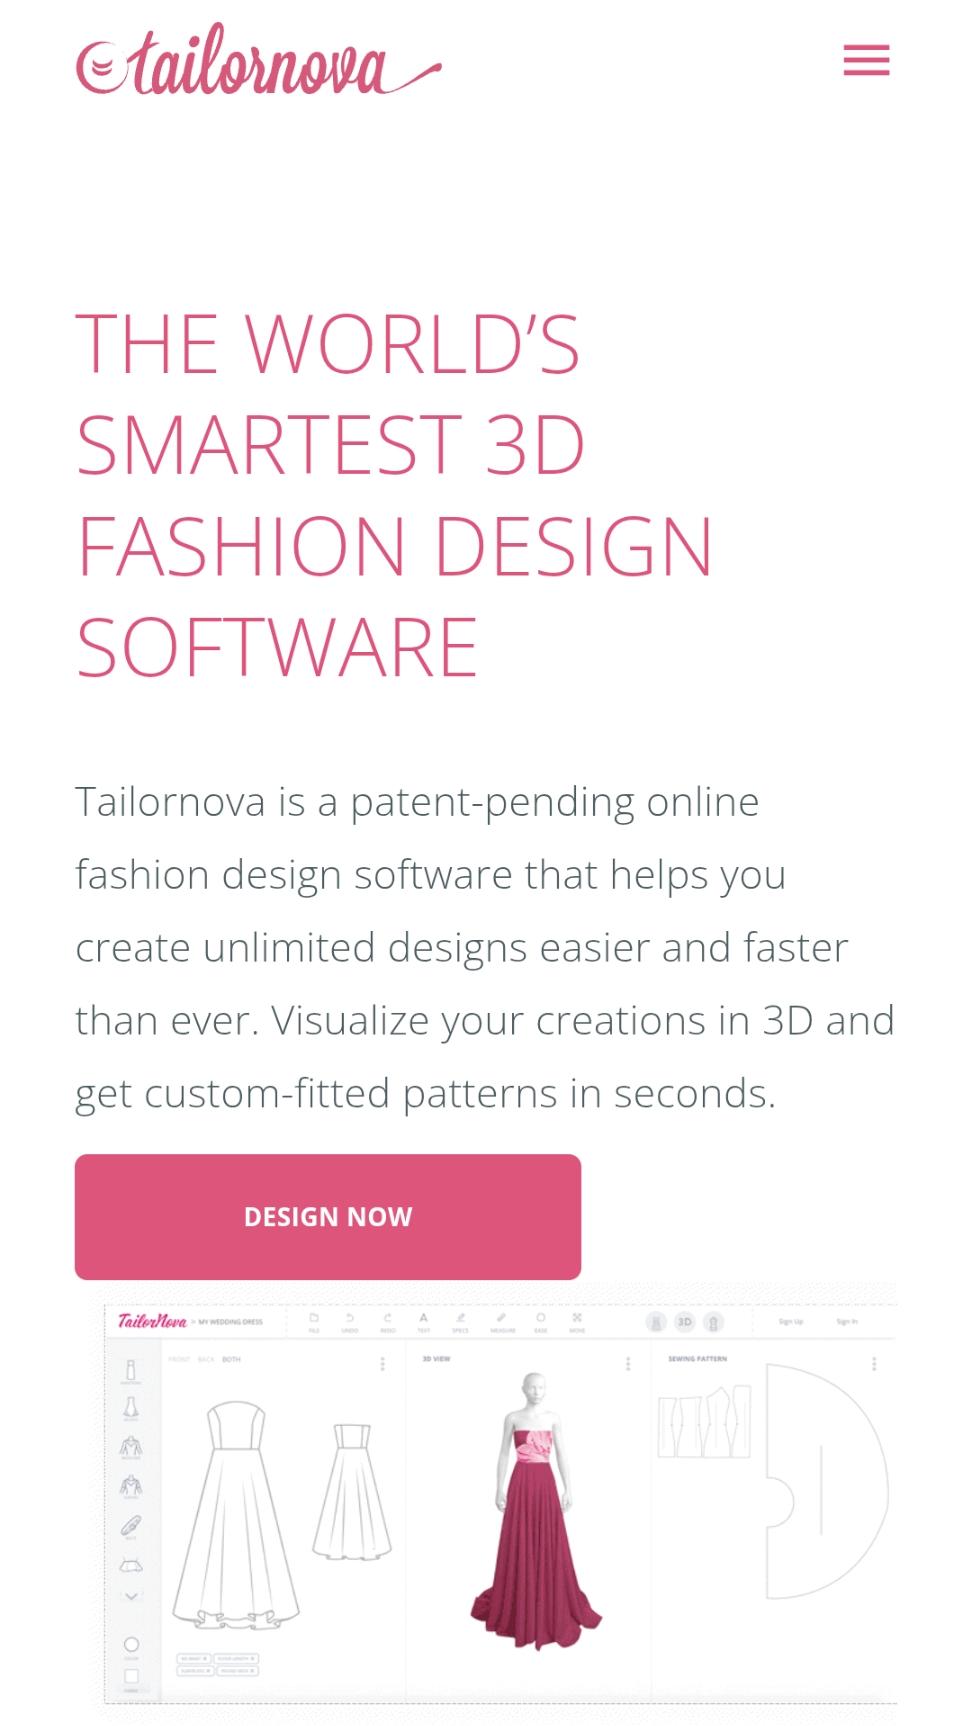 tailornova
THE WORLD’S
SMARTEST 3D
FASHION DESIGN
SOFTWARE
Tailornova is a patent-pending online
fashion design software that helps you
create unlimited designs easier and faster
than ever. Visualize your creations in 3D and
get custom-fitted patterns in seconds.
DESIGN NOW
TailorNova > MY WEDDING DRESS
FILE UNDO REDO TEXT SPECS MEASURE EASE MOVE
3D
Sign Up Sign In
FRONT BACK BOTH
3D VIEW
SEWING PATTERN
COLOR